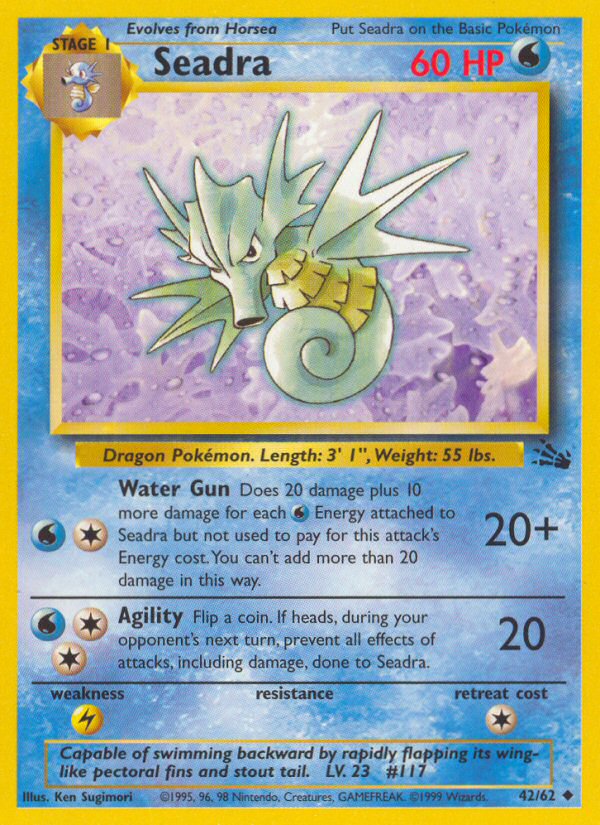 Evolves from Horsea
Put Seadra on the Basic Pokémon
STAGE 1
Seadra
60 HP
Dragon Pokémon. Length: 3' 1", Weight: 55 lbs.
Water Gun Does 20 damage plus 10
more damage for each Energy attached to
Seadra but not used to pay for this attack's
Energy cost. You can't add more than 20
damage in this way.
20+
Agility Flip a coin. If heads, during your
opponent's next turn, prevent all effects of
attacks, including damage, done to Seadra.
20
weakness
resistance
retreat cost
Capable of swimming backward by rapidly flapping its wing-
like pectoral fins and stout tail. LV. 23 #117
Illus. Ken Sugimori ©1995, 96, 98 Nintendo, Creatures, GAMEFREAK. ©1999 Wizards. 42/62